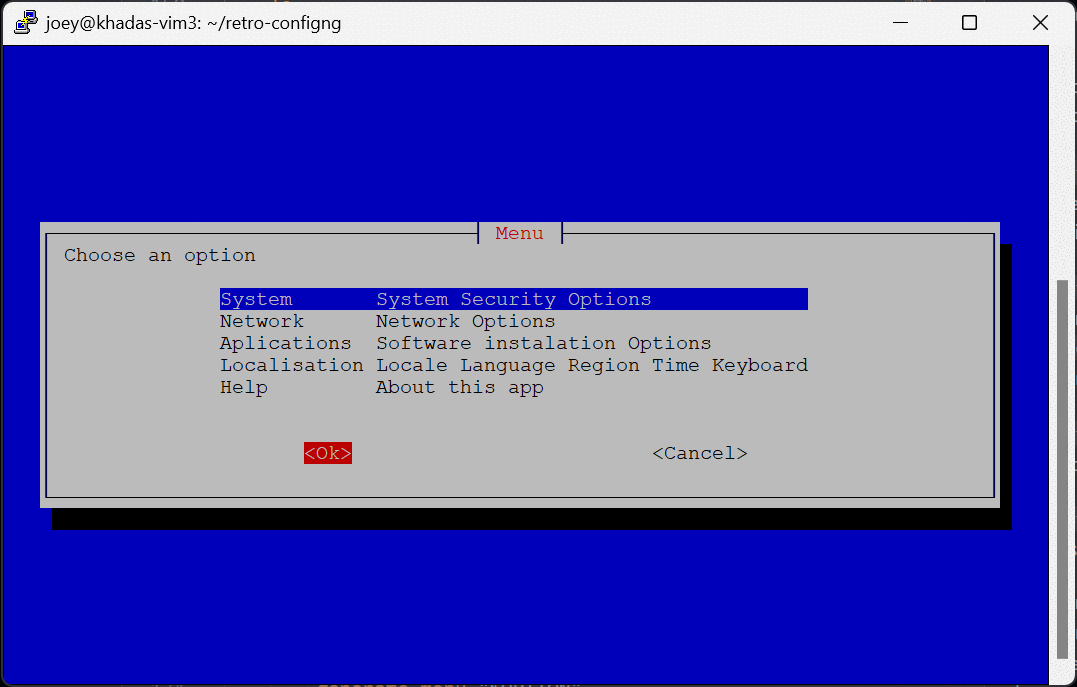 joey@khadas-vim3: ~/retro-configng
Menu
Choose an option
System System Security Options
Network Network Options
Aplications Software instalation Options
Localisation Locale Language Region Time Keyboard
Help About this app
<Ok> <Cancel>